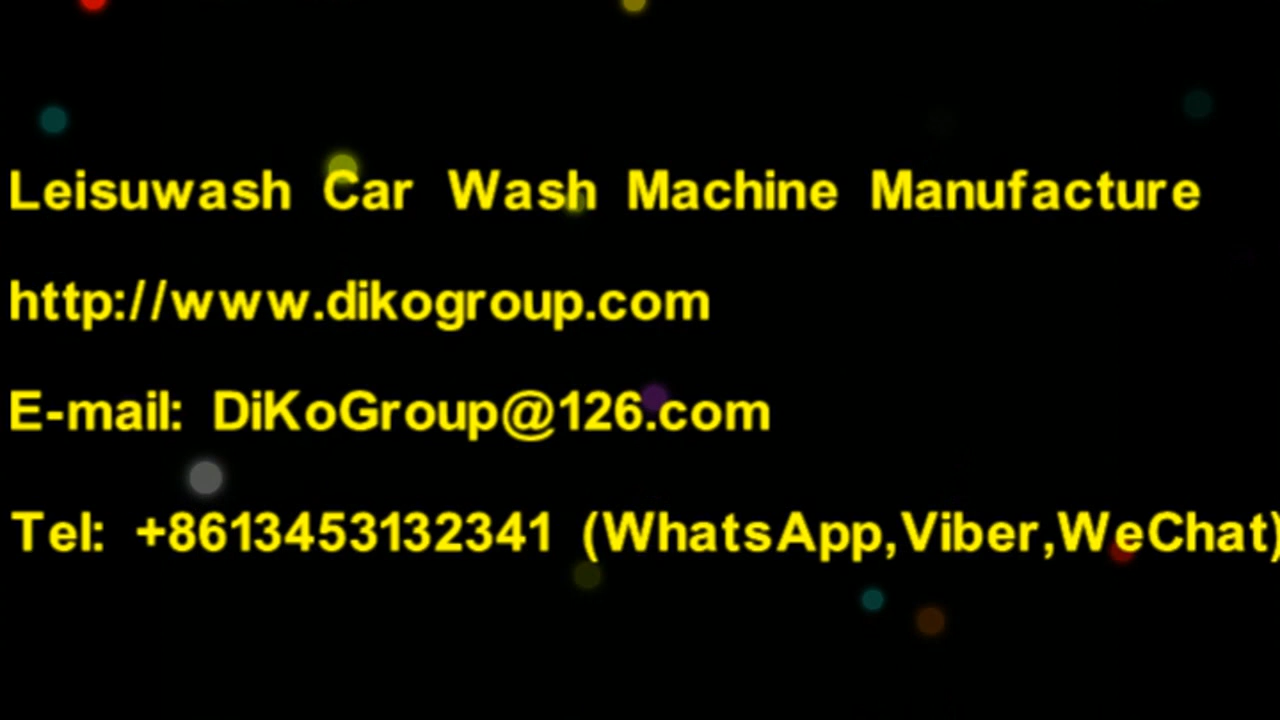 Leisuwash Car Wash Machine Manufacture
http://www.dikogroup.com
E-mail: DiKoGroup@126.com
Tel: +8613453132341 (WhatsApp,Viber,WeChat)